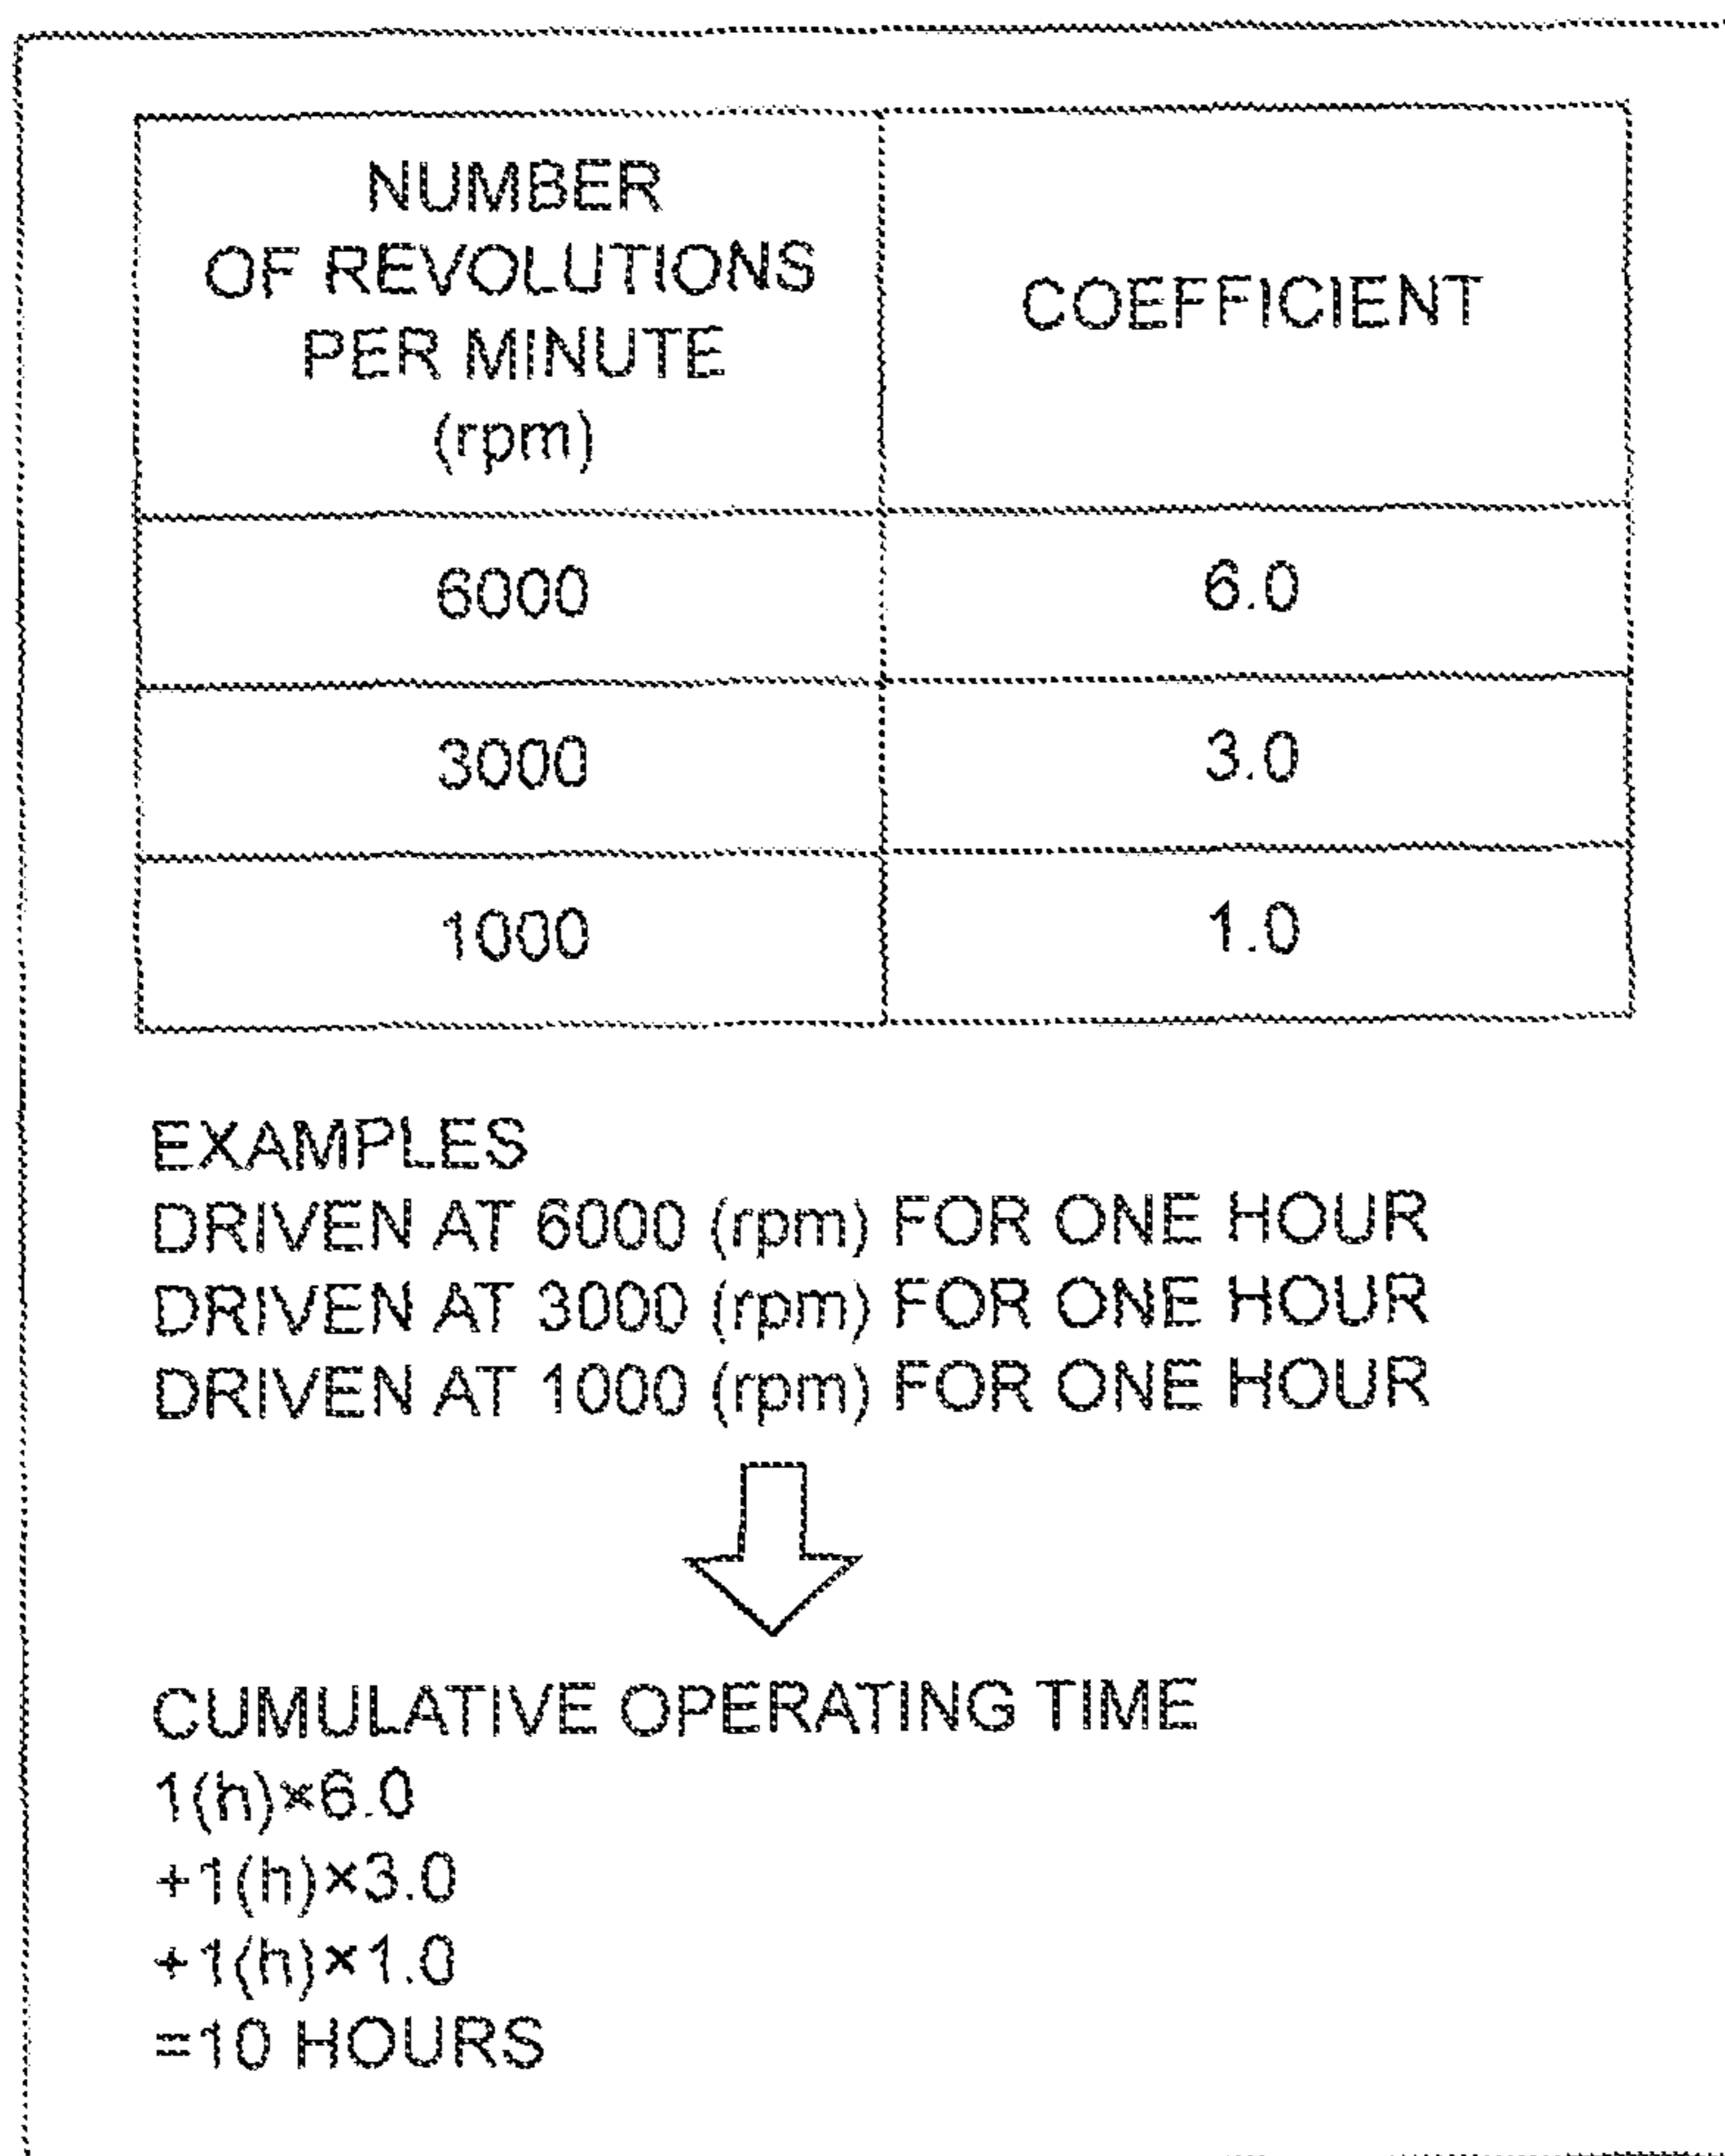 NUMBER
OF REVOLUTIONS
PER MINUTE
(rpm)
COEFFICIENT
6000 6.0
3000 3.0
1000 1.0
EXAMPLES
DRIVEN AT 6000 (rpm) FOR ONE HOUR
DRIVEN AT 3000 (rpm) FOR ONE HOUR
DRIVEN AT 1000 (rpm) FOR ONE HOUR
CUMULATIVE OPERATING TIME
1(h)×6.0
+1(h)×3.0
+1(h)×1.0
=10 HOURS